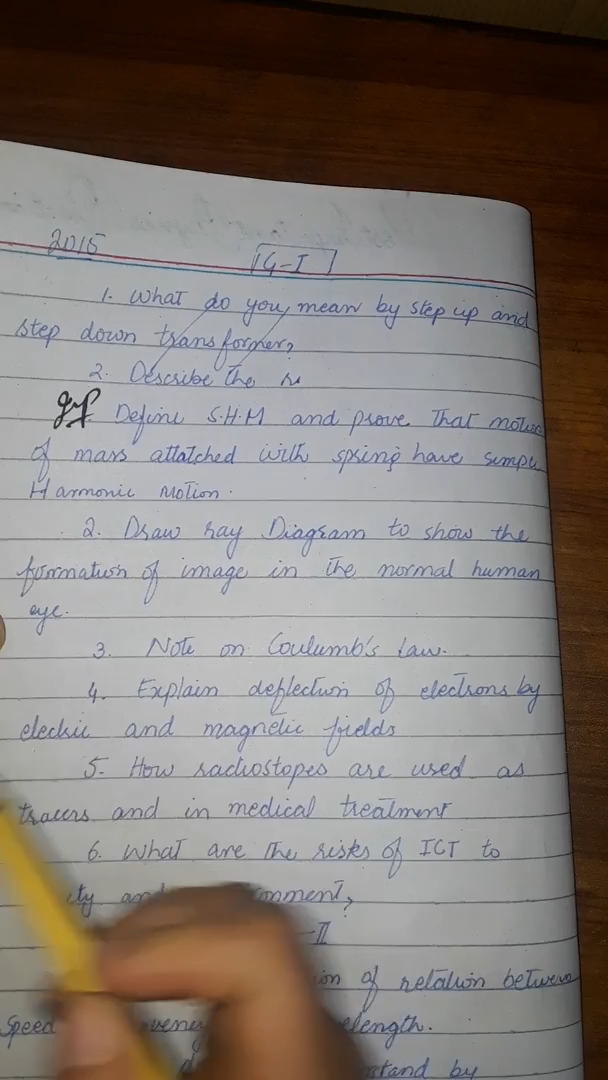 2015
G-I
1. What do you mean by step up and
step down transformer?
2. Describe the
Define S.H.M and prove That motion
of mass attatched with spring have simple
Harmonic Motion.
2. Draw ray Diagram to show the
formation of image in the normal human
eye.
3. Note on Coulumb's Law.
4. Explain deflection of electrons by
electric and magnetic fields
5. How radiostopes are used as
tracers and in medical treatment
6. What are the risks of ICT to
and
II
of relation between
Speed
by